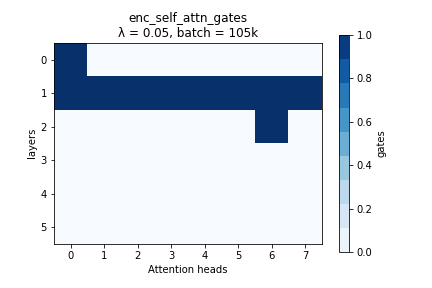 enc_self_attn_gates
λ = 0.05, batch = 105k
0
1
2
3
4
5
layers
0 1 2 3 4 5 6 7
Attention heads
1.0
0.8
0.6
0.4
0.2
0.0
gates